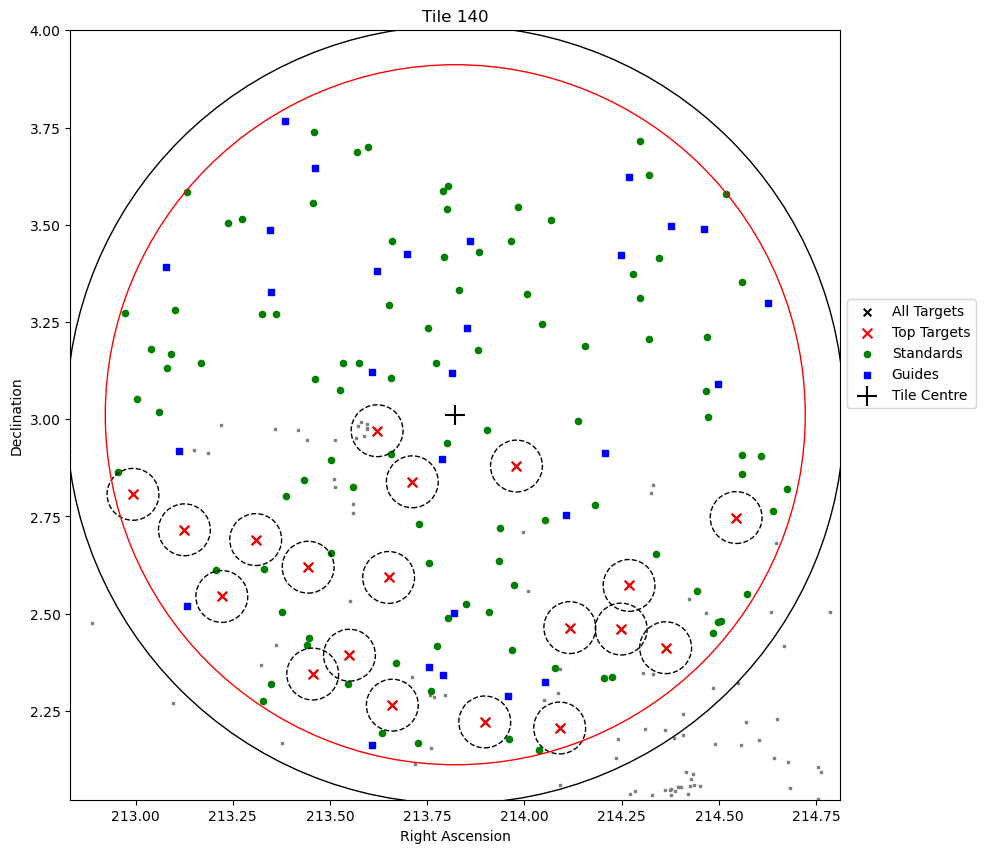 Tile 140
4.00
3.75
3.50
3.25
3.00
2.75
2.50
2.25
Declination
213.00 213.25 213.50 213.75 214.00 214.25 214.50 214.75
Right Ascension
All Targets
Top Targets
Standards
Guides
Tile Centre